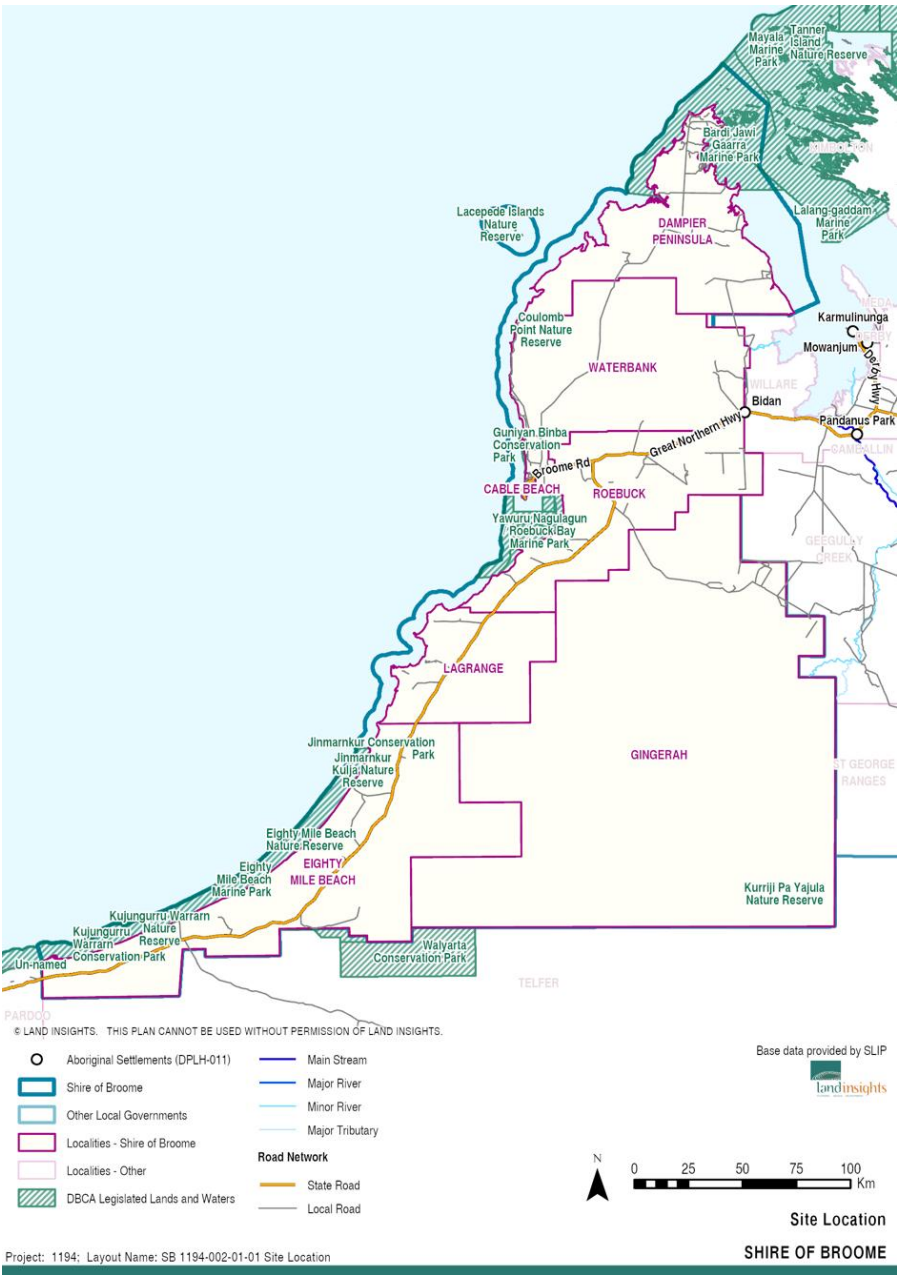 Mayala
Marine
Park
Tanner
Island
Nature Reserve
Bardi Jawi
Gaarra
Marine Park
KIMBOLTON
Lacepede Islands
Nature
Reserve
Lalang-gaddam
Marine
Park
DAMPIER
PENINSULA
MEDA
Karmulinunga
DERBY
Mowanjum
Derby Hwy
Coulomb
Point Nature
Reserve
WATERBANK
WILLARE
Bidan
Pandanus Park
CAMBALLIN
Guniyan Binba
Conservation
Park
Great Northern Hwy
Broome Rd
CABLE BEACH
ROEBUCK
Yawuru Nagulagun
Roebuck Bay
Marine Park
GEEGULLY
CREEK
LAGRANGE
Jinmarnkur Conservation
Park
Jinmarnkur
Kulja Nature
Reserve
GINGERAH
ST GEORGE
RANGES
Eighty Mile Beach
Nature Reserve
EIGHTY
MILE BEACH
Eighty
Mile Beach
Marine Park
Kurriji Pa Yajula
Nature Reserve
Kujungurru Warrarn
Nature
Reserve
Kujungurru
Warrarn
Conservation Park
Un-named
Walyarta
Conservation Park
TELFER
PARDOO
© LAND INSIGHTS. THIS PLAN CANNOT BE USED WITHOUT PERMISSION OF LAND INSIGHTS.
Aboriginal Settlements (DPLH-011)
Shire of Broome
Other Local Governments
Localities - Shire of Broome
Localities - Other
DBCA Legislated Lands and Waters
Main Stream
Major River
Minor River
Major Tributary
Road Network
State Road
Local Road
Base data provided by SLIP
landinsights
N
0 25 50 75 100
Km
Site Location
SHIRE OF BROOME
Project: 1194; Layout Name: SB 1194-002-01-01 Site Location